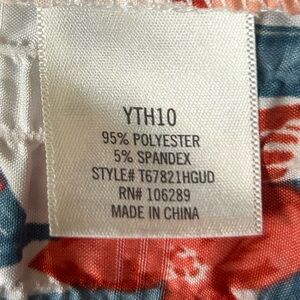 YTH10
95% POLYESTER
5% SPANDEX
STYLE# T67821HGUD
RN# 106289
MADE IN CHINA